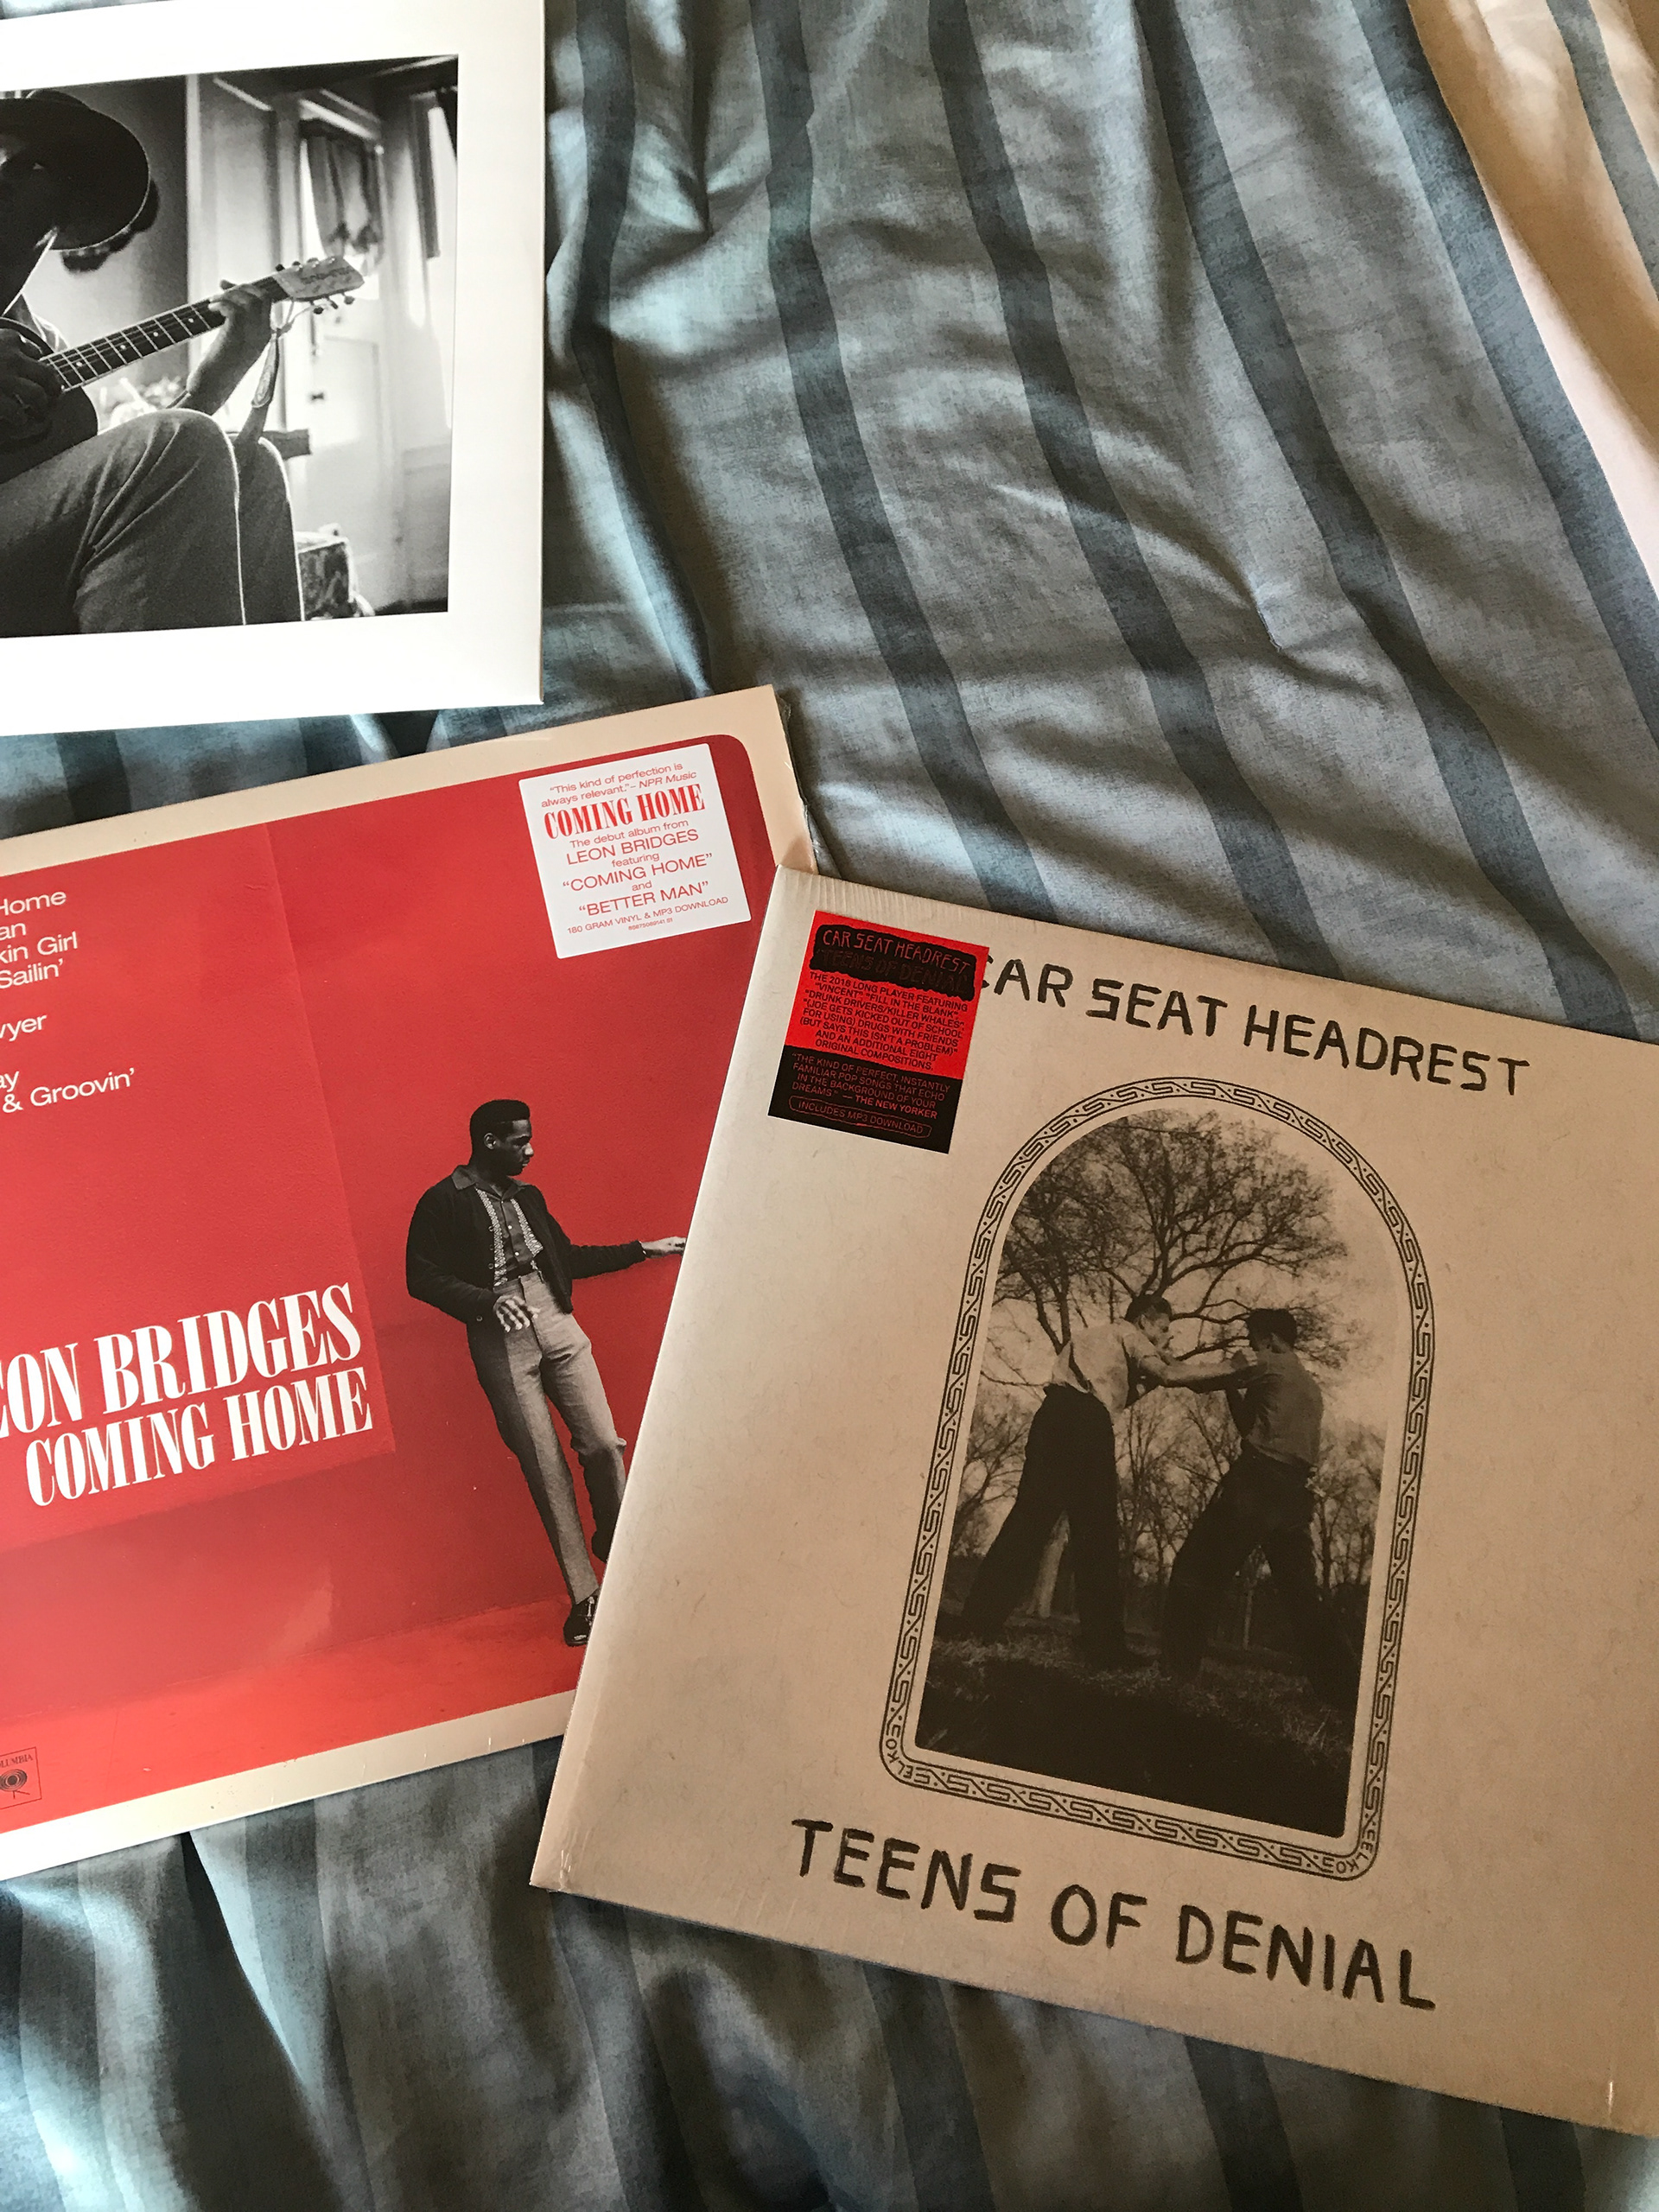 "This kind of perfection is
always relevant." – NPR Music
COMING HOME
The debut album from
LEON BRIDGES
featuring
"COMING HOME"
and
"BETTER MAN"
180 GRAM VINYL & MP3 DOWNLOAD
Home
an
kin Girl
Sailin'
wyer
ay
& Groovin'
EON BRIDGES
COMING HOME
OLUMBIA
CAR SEAT HEADREST
TEENS OF DENIAL
THE 2018 LONG PLAYER FEATURING
"VINCENT", "FILL IN THE BLANK",
"DRUNK DRIVERS/KILLER WHALES",
"(JOE GETS KICKED OUT OF SCHOOL
FOR USING) DRUGS WITH FRIENDS
(BUT SAYS THIS ISN'T A PROBLEM)"
AND AN ADDITIONAL EIGHT
ORIGINAL COMPOSITIONS.
"THE KIND OF PERFECT, INSTANTLY
FAMILIAR POP SONGS THAT ECHO
IN THE BACKGROUND OF YOUR
DREAMS" — THE NEW YORKER
INCLUDES MP3 DOWNLOAD
CAR SEAT HEADREST
TEENS OF DENIAL